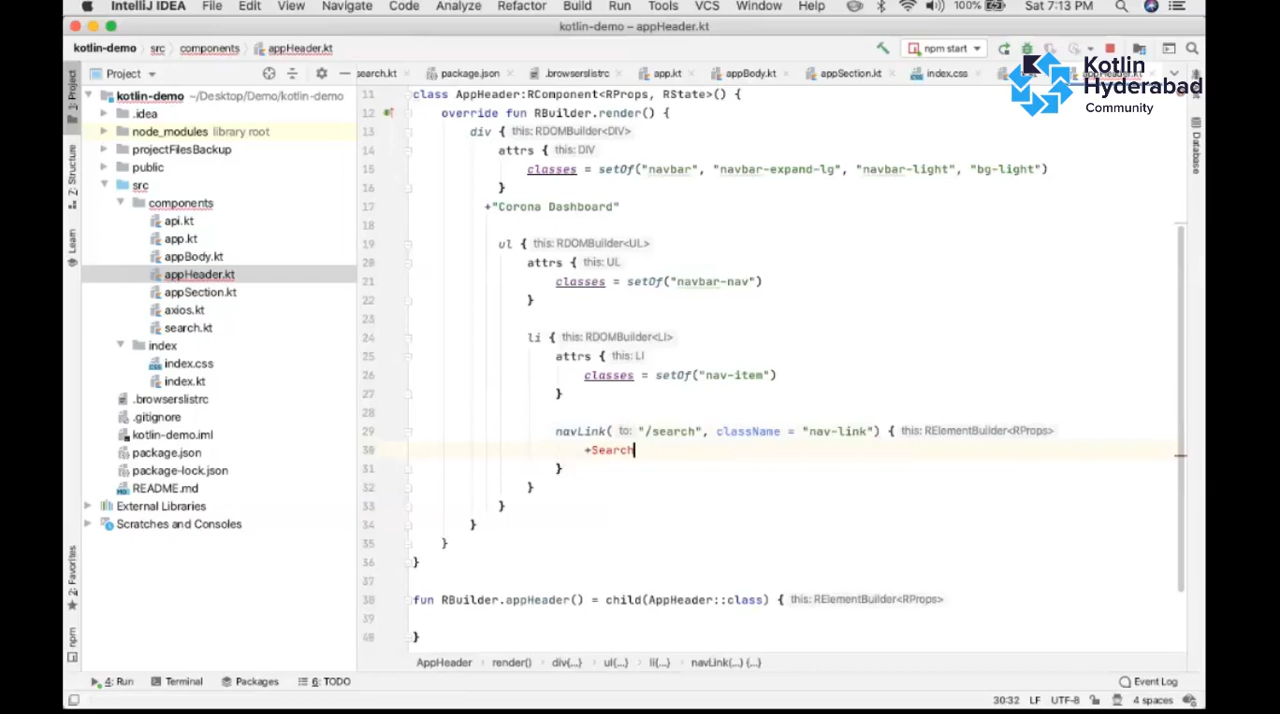 IntelliJ IDEA File Edit View Navigate Code Analyze Refactor Build Run Tools VCS Window Help 100% Sat 7:13 PM
kotlin-demo – appHeader.kt
kotlin-demo src components appHeader.kt npm start
Kotlin
Hyderabad
Community
1: Project
Z: Structure
Learn
2: Favorites
npm
Database
Project search.kt package.json .browserslistrc app.kt appBody.kt appSection.kt index.css
kotlin-demo ~/Desktop/Demo/kotlin-demo
.idea
node_modules library root
projectFilesBackup
public
src
components
api.kt
app.kt
appBody.kt
appHeader.kt
appSection.kt
axios.kt
search.kt
index
index.css
index.kt
.browserslistrc
.gitignore
kotlin-demo.iml
package.json
package-lock.json
README.md
External Libraries
Scratches and Consoles
11 class AppHeader:RComponent<RProps, RState>() {
12 override fun RBuilder.render() {
13 div { this: RDOMBuilder<DIV>
14 attrs { this: DIV
15 classes = setOf("navbar", "navbar-expand-lg", "navbar-light", "bg-light")
16 }
17 +"Corona Dashboard"
18
19 ul { this: RDOMBuilder<UL>
20 attrs { this: UL
21 classes = setOf("navbar-nav")
22 }
23
24 li { this: RDOMBuilder<LI>
25 attrs { this: LI
26 classes = setOf("nav-item")
27 }
28
29 navLink( to: "/search", className = "nav-link") { this: RElementBuilder<RProps>
30 +Search
31 }
32 }
33 }
34 }
35 }
36 }
37
38 fun RBuilder.appHeader() = child(AppHeader::class) { this: RElementBuilder<RProps>
39
40 }
AppHeader render() div{...} ul{...} li{...} navLink(...) {...}
4: Run Terminal Packages 6: TODO Event Log
30:32 LF UTF-8 4 spaces